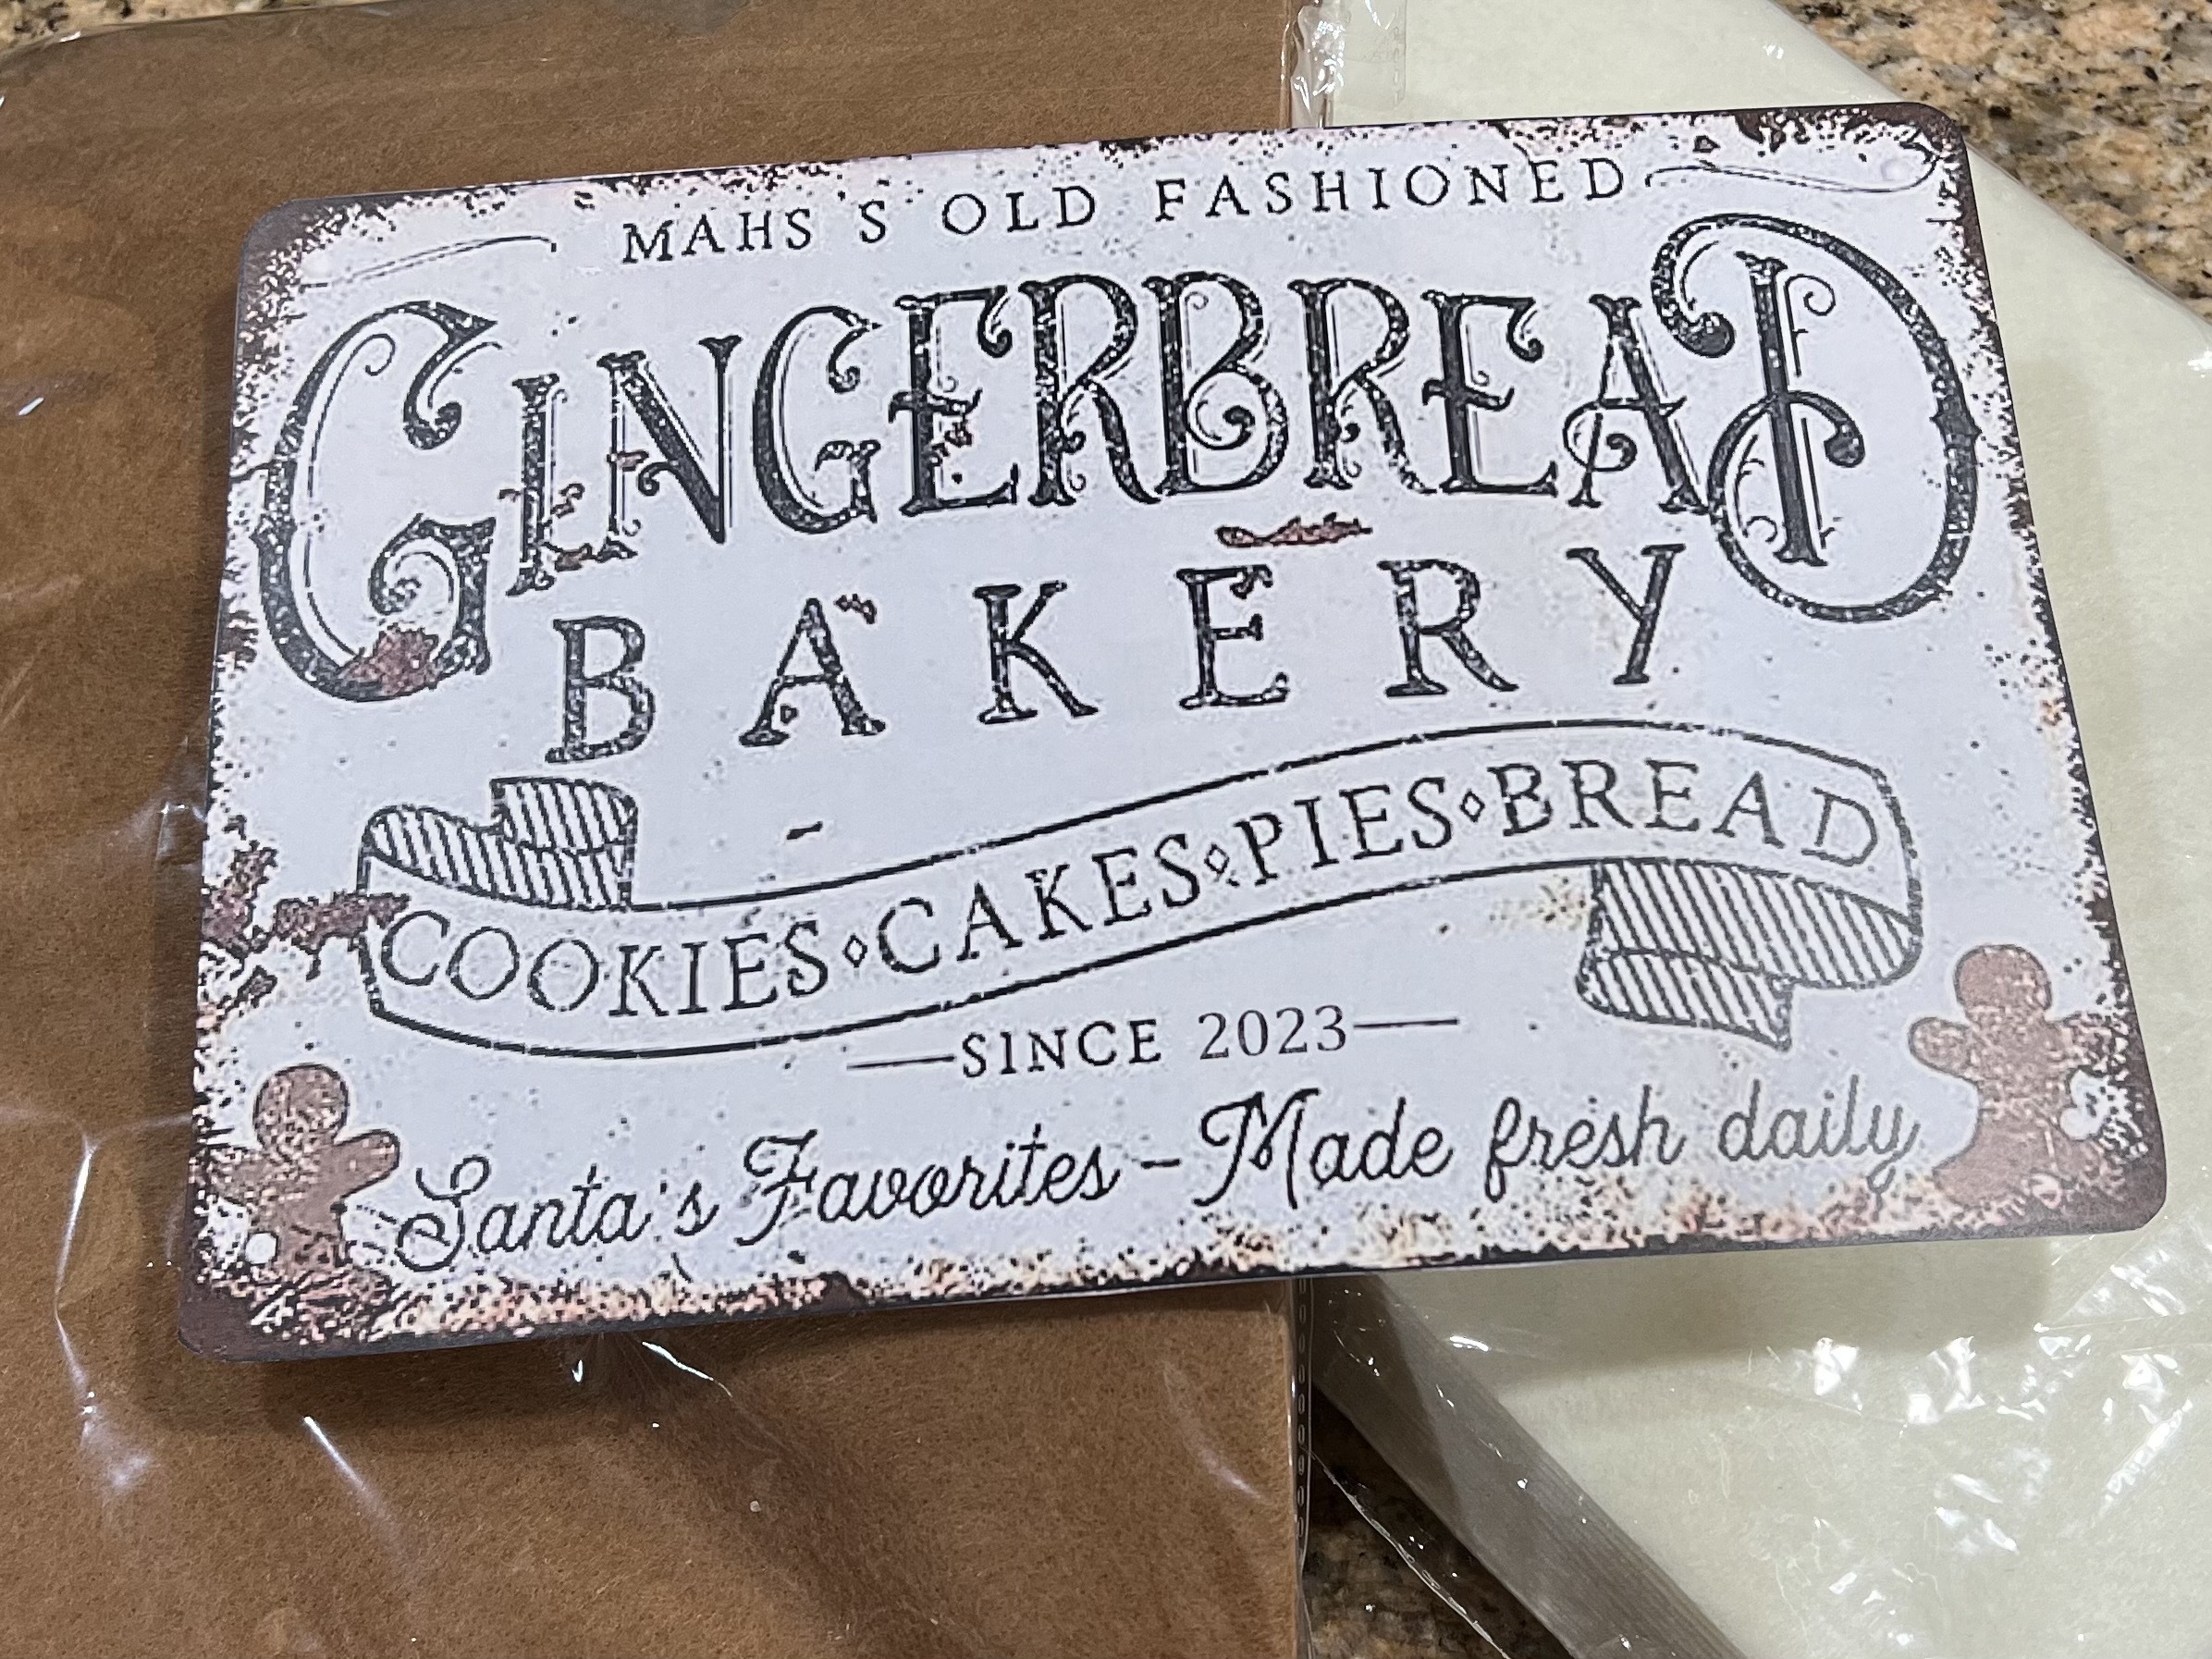 MAHS'S OLD FASHIONED
GINGERBREAD
BAKERY
COOKIES◇CAKES◇PIES◇BREAD
—SINCE 2023—
Santa's Favorites - Made fresh daily